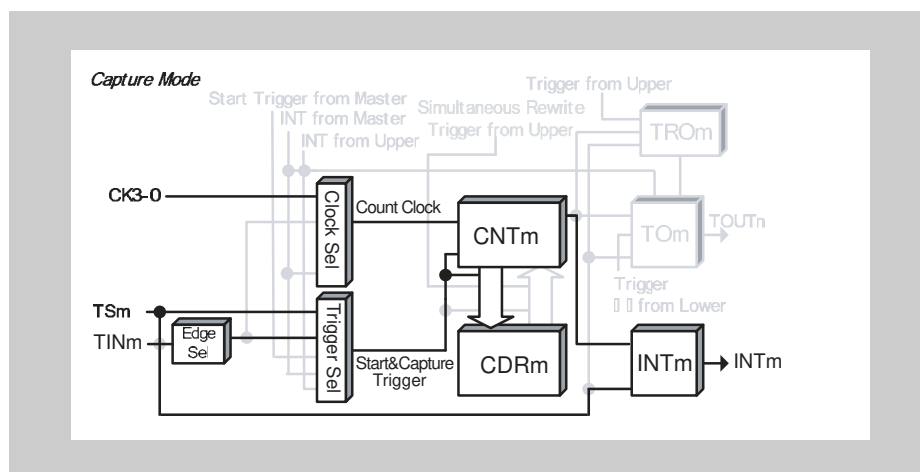 Capture Mode
Trigger from Upper
Start Trigger from Master
INT from Master
INT from Upper
Simultaneous Rewrite
Trigger from Upper
TROm
CK3-0
Clock Sel
Count Clock
CNTm
TOm
TOUTn
Trigger
from Lower
TSm
TINm
Edge
Sel
Trigger Sel
Start&Capture
Trigger
CDRm
INTm
INTm